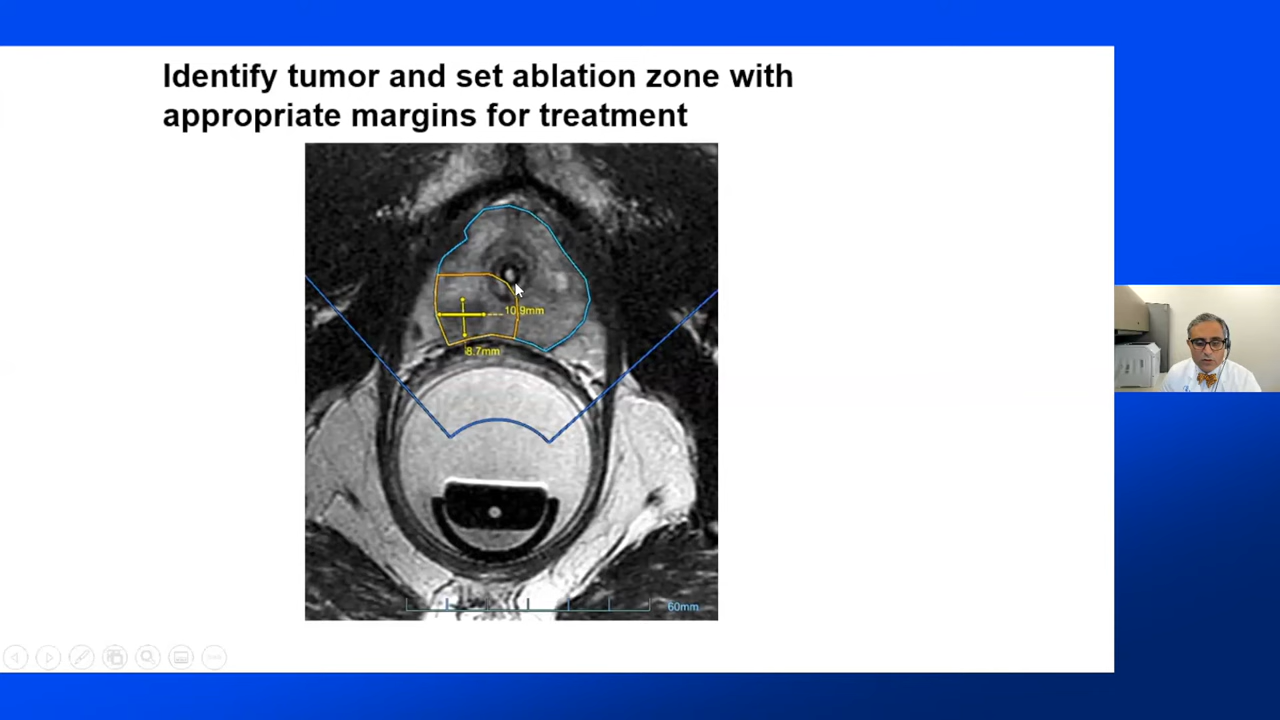 Identify tumor and set ablation zone with
appropriate margins for treatment
10.9mm
8.7mm
60mm